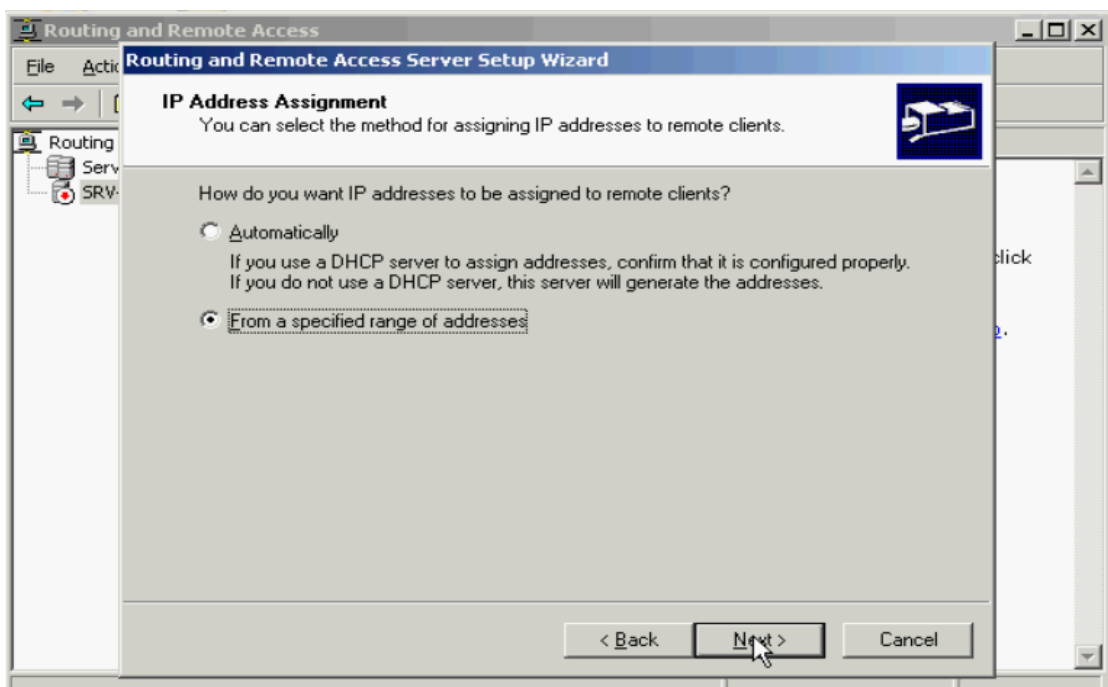 Routing and Remote Access
File Actic
Routing and Remote Access Server Setup Wizard
IP Address Assignment
You can select the method for assigning IP addresses to remote clients.
Routing
Serv
SRV-
How do you want IP addresses to be assigned to remote clients?
Automatically
If you use a DHCP server to assign addresses, confirm that it is configured properly.
If you do not use a DHCP server, this server will generate the addresses.
click
From a specified range of addresses
< Back Next > Cancel